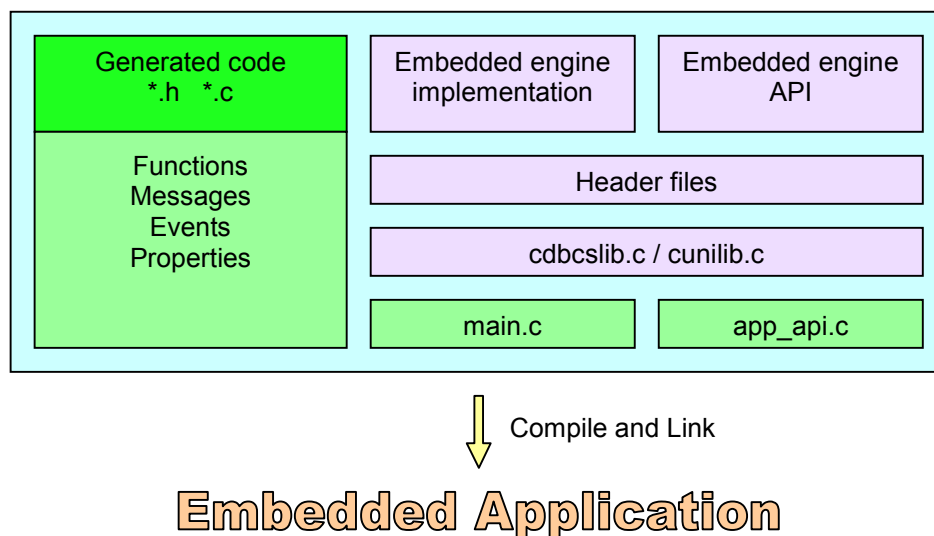 Generated code
*.h *.c
Functions
Messages
Events
Properties
Embedded engine
implementation
Embedded engine
API
Header files
cdbcslib.c / cunilib.c
main.c
app_api.c
Compile and Link
Embedded Application